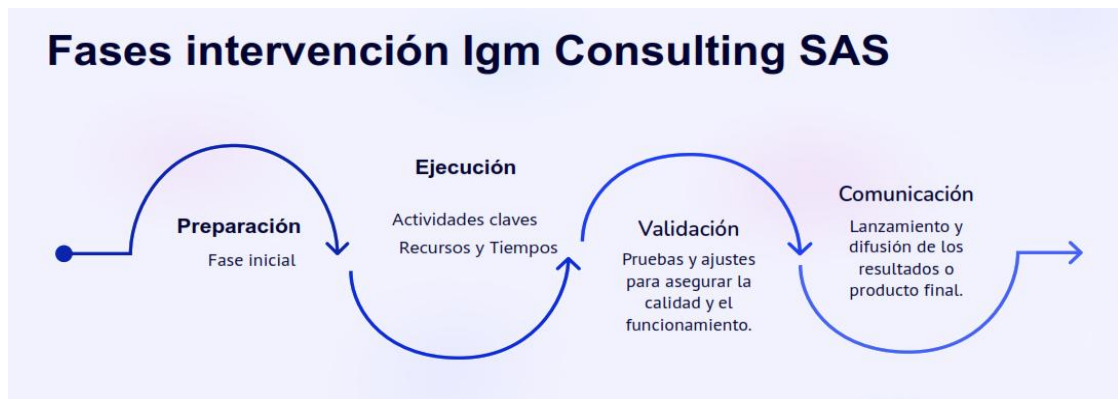 Fases intervención Igm Consulting SAS
Preparación
Fase inicial
Ejecución
Actividades claves
Recursos y Tiempos
Validación
Pruebas y ajustes
para asegurar la
calidad y el
funcionamiento.
Comunicación
Lanzamiento y
difusión de los
resultados o
producto final.